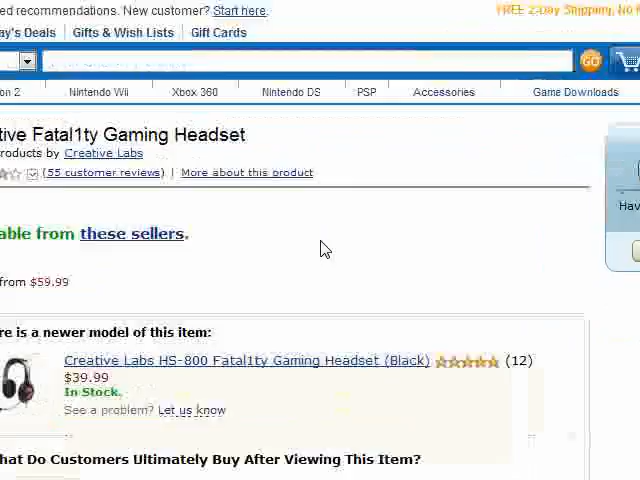 ed recommendations. New customer? Start here.
FREE 2-Day Shipping, No
ay's Deals Gifts & Wish Lists Gift Cards
GO
on 2 Nintendo Wii Xbox 360 Nintendo DS PSP Accessories Game Downloads
tive Fatal1ty Gaming Headset
roducts by Creative Labs
(55 customer reviews) | More about this product
Hav
able from these sellers.
from $59.99
re is a newer model of this item:
Creative Labs HS-800 Fatal1ty Gaming Headset (Black) (12)
$39.99
In Stock.
See a problem? Let us know
hat Do Customers Ultimately Buy After Viewing This Item?